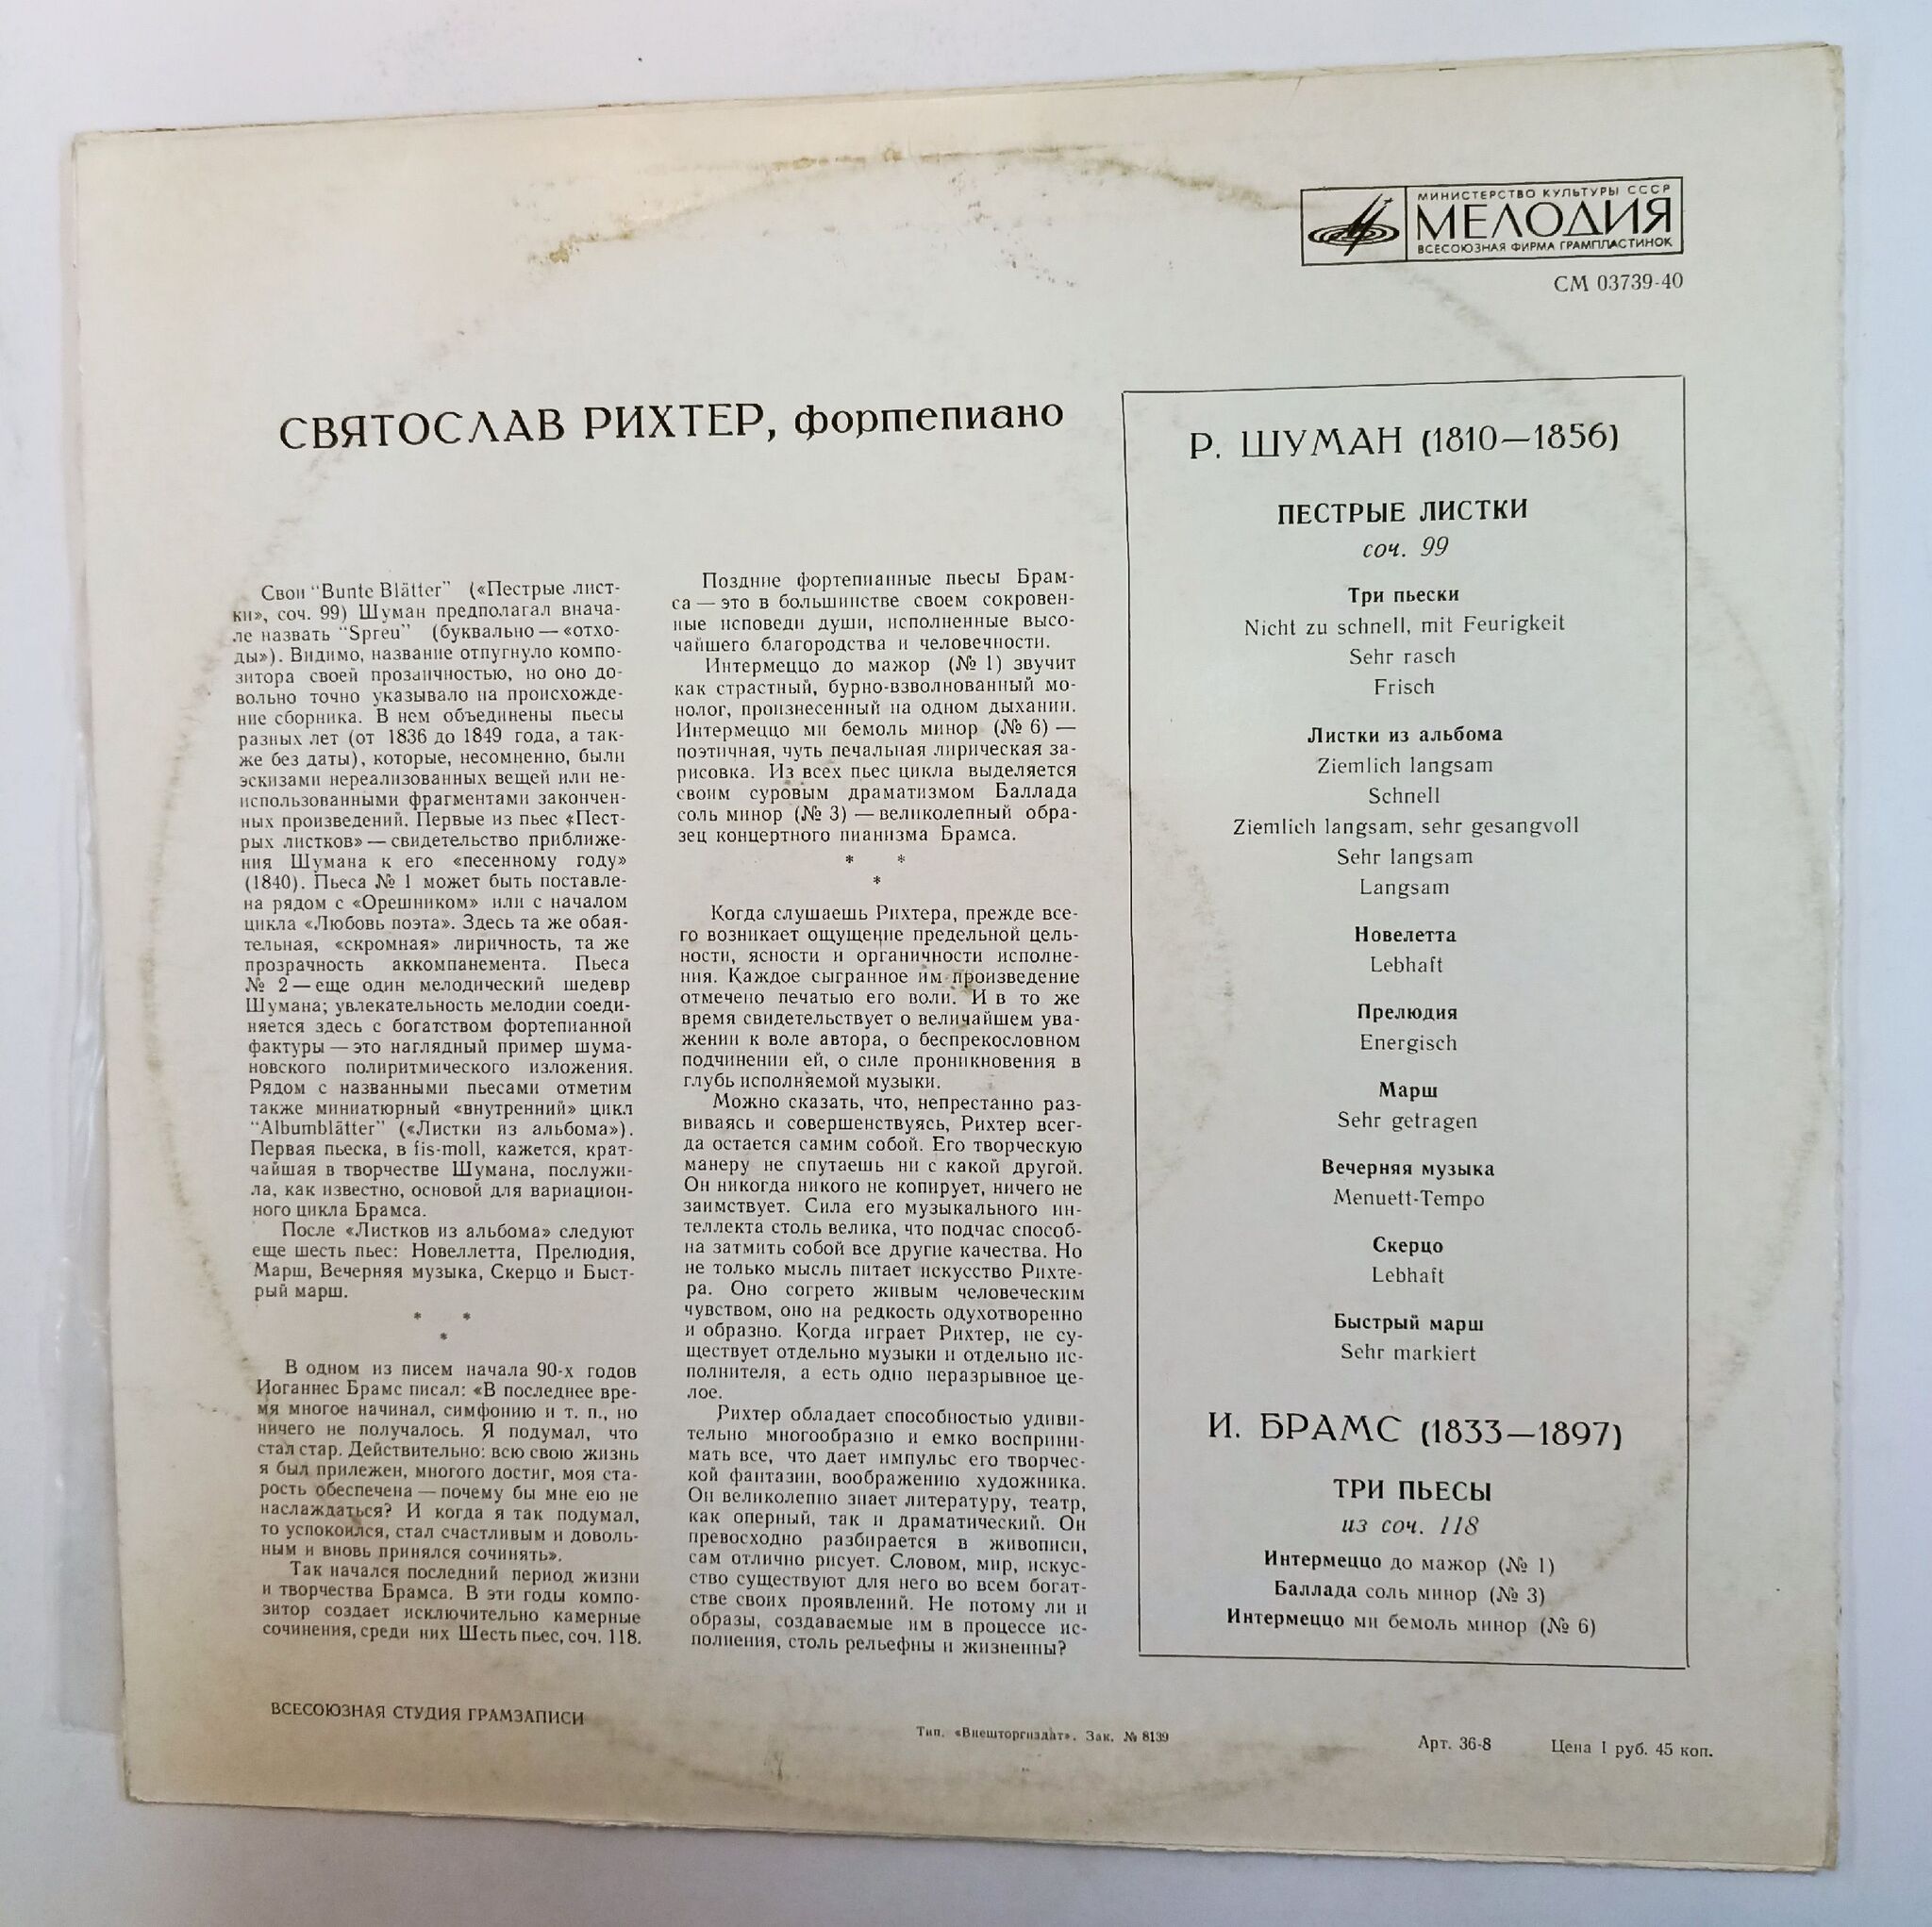 МИНИСТЕРСТВО КУЛЬТУРЫ СССР
МЕЛОДИЯ
ВСЕСОЮЗНАЯ ФИРМА ГРАМПЛАСТИНОК
СМ 03739-40
СВЯТОСЛАВ РИХТЕР, фортепиано
Свои “Bunte Blätter” («Пестрые лист-
ки», соч. 99) Шуман предполагал внача-
ле назвать “Spreu” (буквально — «отхо-
ды»). Видимо, название отпугнуло компо-
зитора своей прозаичностью, но оно до-
вольно точно указывало на происхожде-
ние сборника. В нем объединены пьесы
разных лет (от 1836 до 1849 года, а так-
же без даты), которые, несомненно, были
эскизами нереализованных вещей или не-
использованными фрагментами закончен-
ных произведений. Первые из пьес «Пест-
рых листков» — свидетельство приближе-
ния Шумана к его «песенному году»
(1840). Пьеса № 1 может быть поставле-
на рядом с «Орешником» или с началом
цикла «Любовь поэта». Здесь та же обая-
тельная, «скромная» лиричность, та же
прозрачность аккомпанемента. Пьеса
№ 2 — еще один мелодический шедевр
Шумана; увлекательность мелодии соеди-
няется здесь с богатством фортепианной
фактуры — это наглядный пример шума-
новского полиритмического изложения.
Рядом с названными пьесами отметим
также миниатюрный «внутренний» цикл
“Albumblätter” («Листки из альбома»).
Первая пьеска, в fis-moll, кажется, крат-
чайшая в творчестве Шумана, послужи-
ла, как известно, основой для вариацион-
ного цикла Брамса.
После «Листков из альбома» следуют
еще шесть пьес: Новеллетта, Прелюдия,
Марш, Вечерняя музыка, Скерцо и Быст-
рый марш.
* *
*
В одном из писем начала 90-х годов
Иоганнес Брамс писал: «В последнее вре-
мя многое начинал, симфонию и т. п., но
ничего не получалось. Я подумал, что
стал стар. Действительно: всю свою жизнь
я был прилежен, многого достиг, моя ста-
рость обеспечена — почему бы мне ею не
наслаждаться? И когда я так подумал,
то успокоился, стал счастливым и доволь-
ным и вновь принялся сочинять».
Так начался последний период жизни
и творчества Брамса. В эти годы компо-
зитор создает исключительно камерные
сочинения, среди них Шесть пьес, соч. 118.
Поздние фортепианные пьесы Брам-
са — это в большинстве своем сокровен-
ные исповеди души, исполненные высо-
чайшего благородства и человечности.
Интермеццо до мажор (№ 1) звучит
как страстный, бурно-взволнованный мо-
нолог, произнесенный на одном дыхании.
Интермеццо ми бемоль минор (№ 6) —
поэтичная, чуть печальная лирическая за-
рисовка. Из всех пьес цикла выделяется
своим суровым драматизмом Баллада
соль минор (№ 3) — великолепный обра-
зец концертного пианизма Брамса.
* *
*
Когда слушаешь Рихтера, прежде все-
го возникает ощущение предельной цель-
ности, ясности и органичности исполне-
ния. Каждое сыгранное им произведение
отмечено печатью его воли. И в то же
время свидетельствует о величайшем ува-
жении к воле автора, о беспрекословном
подчинении ей, о силе проникновения в
глубь исполняемой музыки.
Можно сказать, что, непрестанно раз-
виваясь и совершенствуясь, Рихтер всег-
да остается самим собой. Его творческую
манеру не спутаешь ни с какой другой.
Он никогда никого не копирует, ничего не
заимствует. Сила его музыкального ин-
теллекта столь велика, что подчас способ-
на затмить собой все другие качества. Но
не только мысль питает искусство Рихте-
ра. Оно согрето живым человеческим
чувством, оно на редкость одухотворенно
и образно. Когда играет Рихтер, не су-
ществует отдельно музыки и отдельно ис-
полнителя, а есть одно неразрывное це-
лое.
Рихтер обладает способностью удиви-
тельно многообразно и емко восприни-
мать все, что дает импульс его творчес-
кой фантазии, воображению художника.
Он великолепно знает литературу, театр,
как оперный, так и драматический. Он
превосходно разбирается в живописи,
сам отлично рисует. Словом, мир, искус-
ство существуют для него во всем богат-
стве своих проявлений. Не потому ли и
образы, создаваемые им в процессе ис-
полнения, столь рельефны и жизненны?
Р. ШУМАН (1810—1856)
ПЕСТРЫЕ ЛИСТКИ
соч. 99
Три пьески
Nicht zu schnell, mit Feurigkeit
Sehr rasch
Frisch
Листки из альбома
Ziemlich langsam
Schnell
Ziemlich langsam, sehr gesangvoll
Sehr langsam
Langsam
Новелетта
Lebhaft
Прелюдия
Energisch
Марш
Sehr getragen
Вечерняя музыка
Menuett-Tempo
Скерцо
Lebhaft
Быстрый марш
Sehr markiert
И. БРАМС (1833—1897)
ТРИ ПЬЕСЫ
из соч. 118
Интермеццо до мажор (№ 1)
Баллада соль минор (№ 3)
Интермеццо ми бемоль минор (№ 6)
ВСЕСОЮЗНАЯ СТУДИЯ ГРАМЗАПИСИ
Тип. «Внешторгиздат». Зак. № 8139
Арт. 36-8 Цена 1 руб. 45 коп.